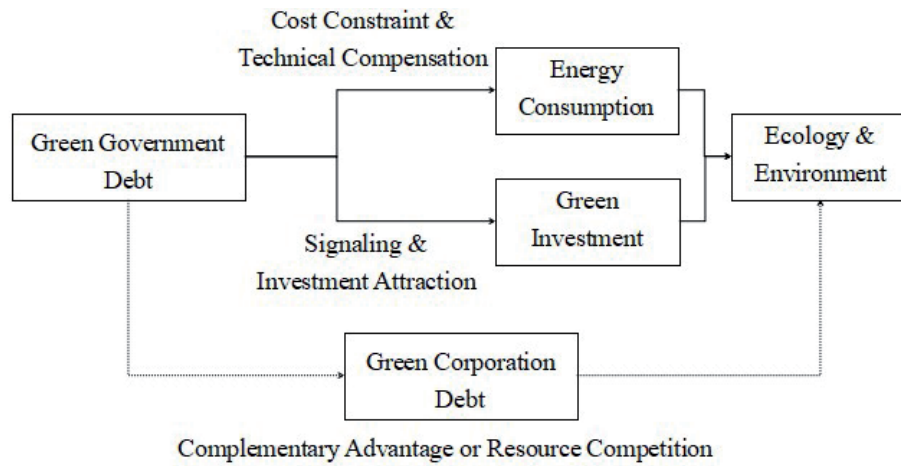 Cost Constraint &
Technical Compensation
Energy
Consumption
Green Government
Debt
Ecology &
Environment
Green
Investment
Signaling &
Investment Attraction
Green Corporation
Debt
Complementary Advantage or Resource Competition